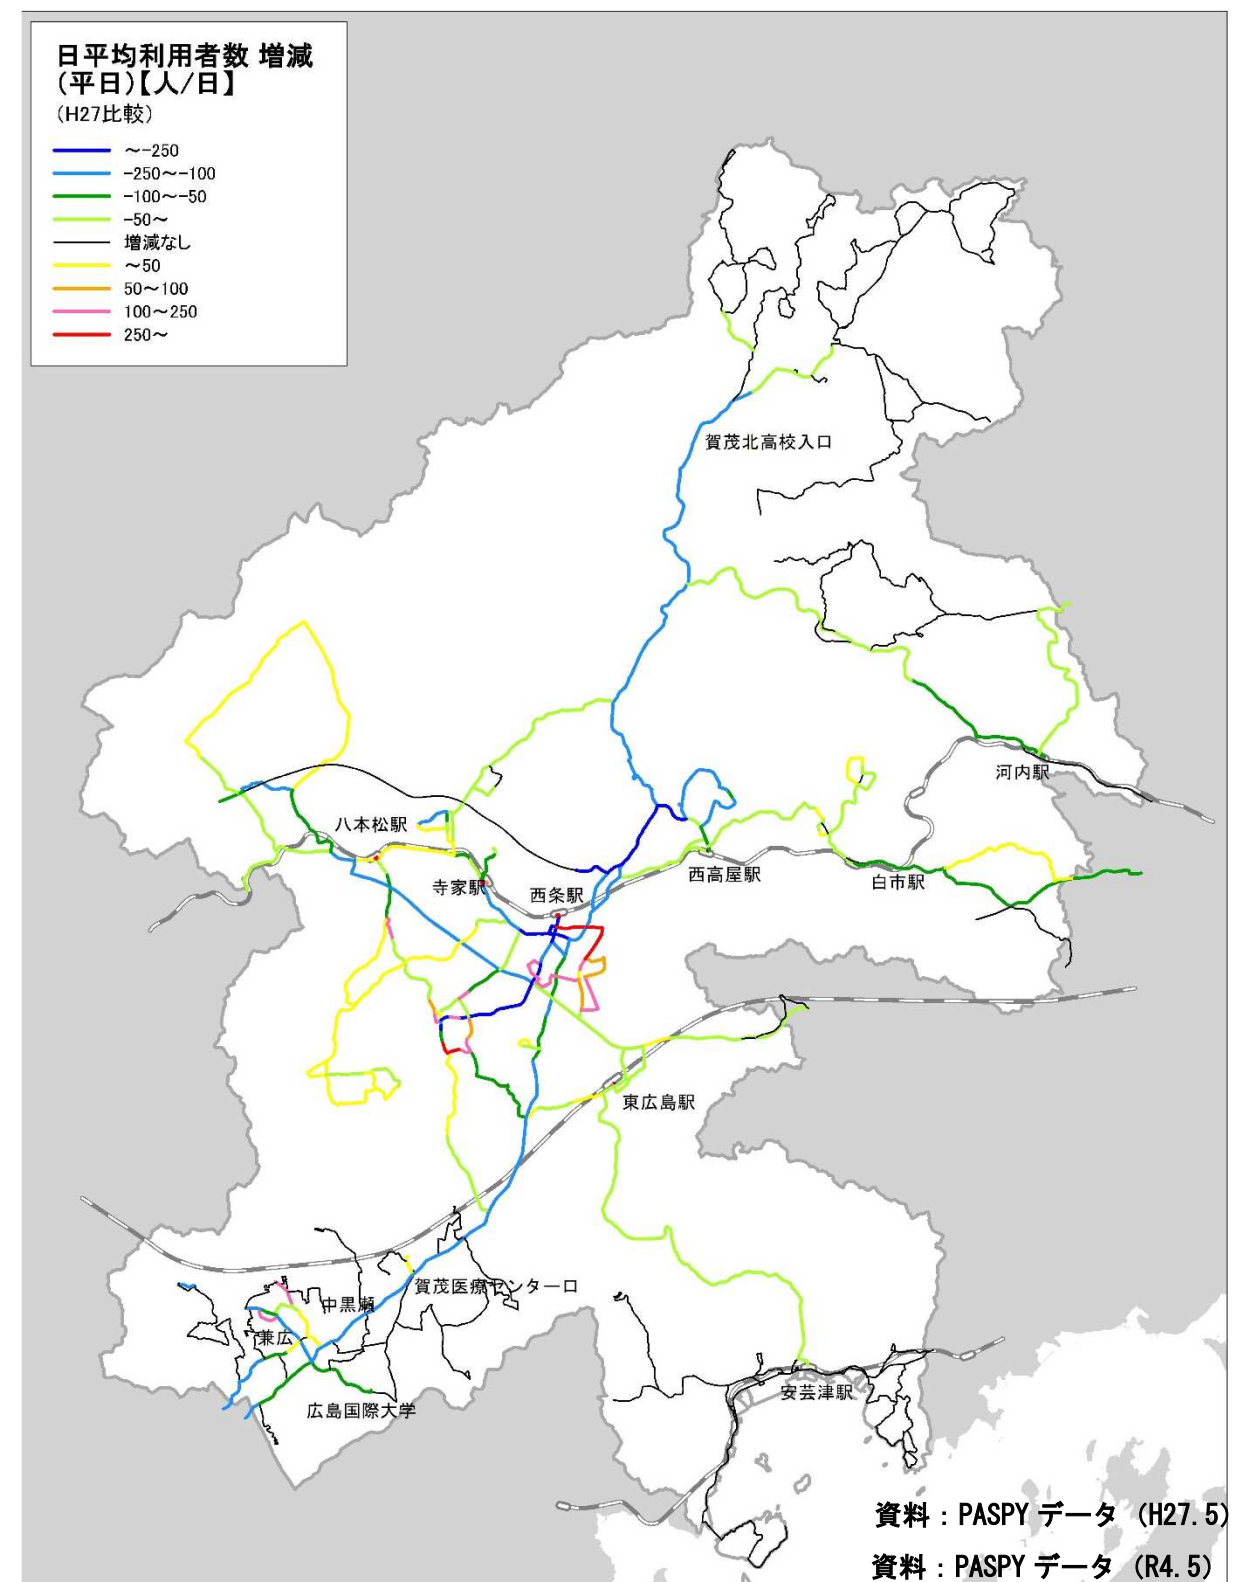 日平均利用者数 増減
(平日)【人/日】
(H27比較)
～-250
-250～-100
-100～-50
-50～
増減なし
～50
50～100
100～250
250～
賀茂北高校入口
河内駅
八本松駅
西高屋駅
白市駅
寺家駅
西条駅
東広島駅
賀茂医療センター口
中黒瀬
兼広
安芸津駅
広島国際大学
資料：PASPY データ（H27.5）
資料：PASPY データ（R4.5）